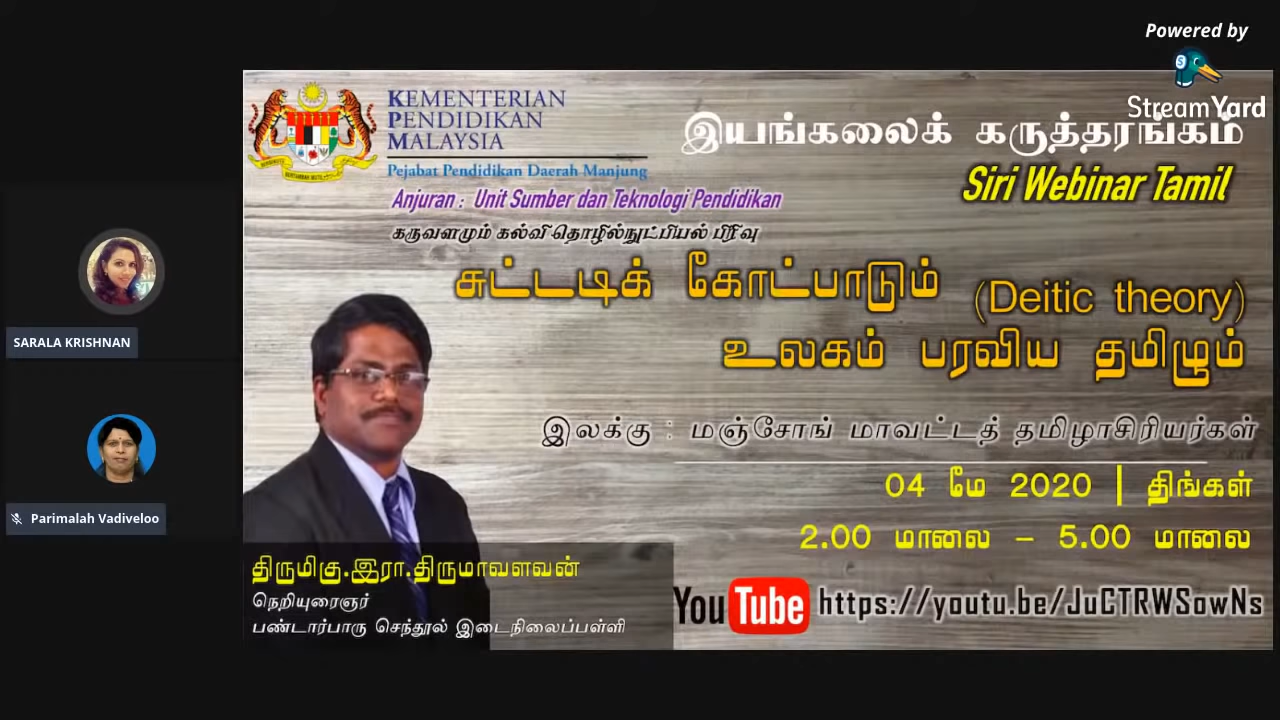 Powered by
StreamYard
KEMENTERIAN
PENDIDIKAN
MALAYSIA
Pejabat Pendidikan Daerah Manjung
இயங்கலைக் கருத்தரங்கம்
Siri Webinar Tamil
Anjuran : Unit Sumber dan Teknologi Pendidikan
கருவளமும் கல்வி தொழில்நுட்பியல் பிரிவு
சுட்டடிக் கோட்பாடும் (Deitic theory)
உலகம் பரவிய தமிழும்
SARALA KRISHNAN
இலக்கு : மஞ்சோங் மாவட்டத் தமிழாசிரியர்கள்
04 மே 2020 | திங்கள்
Parimalah Vadiveloo
2.00 மாலை – 5.00 மாலை
திருமிகு.இரா.திருமாவளவன்
நெறியுரைஞர்
பண்டார்பாரு செந்தூல் இடைநிலைப்பள்ளி
YouTube https://youtu.be/JuCTRWSowNs